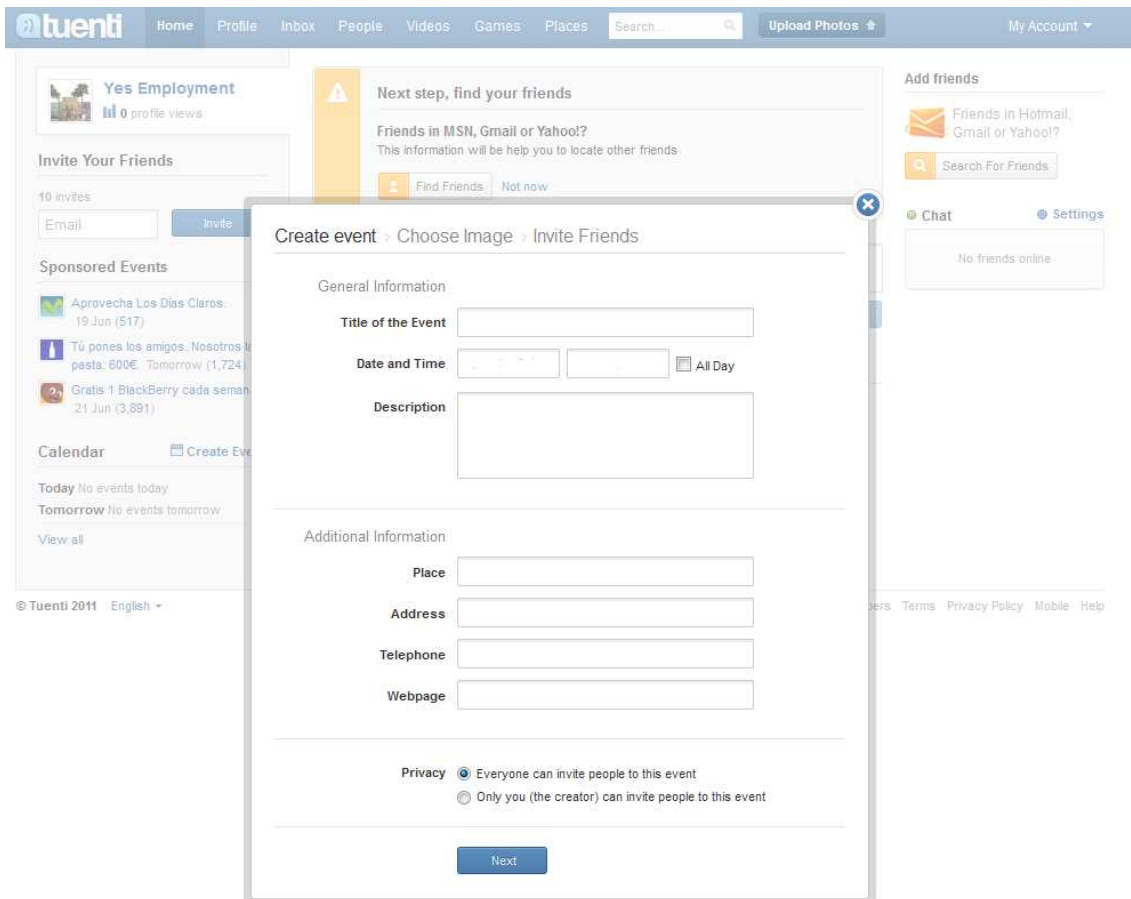 tuenti Home Profile Inbox People Videos Games Places Search... Upload Photos My Account
Yes Employment
0 profile views
Invite Your Friends
10 invites
Email Invite
Sponsored Events
Aprovecha Los Días Claros.
19 Jun (517)
Tú pones los amigos. Nosotros la
pasta: 600€. Tomorrow (1,724)
Gratis 1 BlackBerry cada seman
21 Jun (3,891)
Calendar Create Eve
Today No events today
Tomorrow No events tomorrow
View all
Next step, find your friends
Friends in MSN, Gmail or Yahoo!?
This information will be help you to locate other friends
Find Friends Not now
Add friends
Friends in Hotmail,
Gmail or Yahoo!?
Search For Friends
Chat Settings
No friends online
Create event › Choose Image › Invite Friends
General Information
Title of the Event
Date and Time All Day
Description
Additional Information
Place
Address
Telephone
Webpage
Privacy Everyone can invite people to this event
Only you (the creator) can invite people to this event
Next
© Tuenti 2011 English Terms Privacy Policy Mobile Help